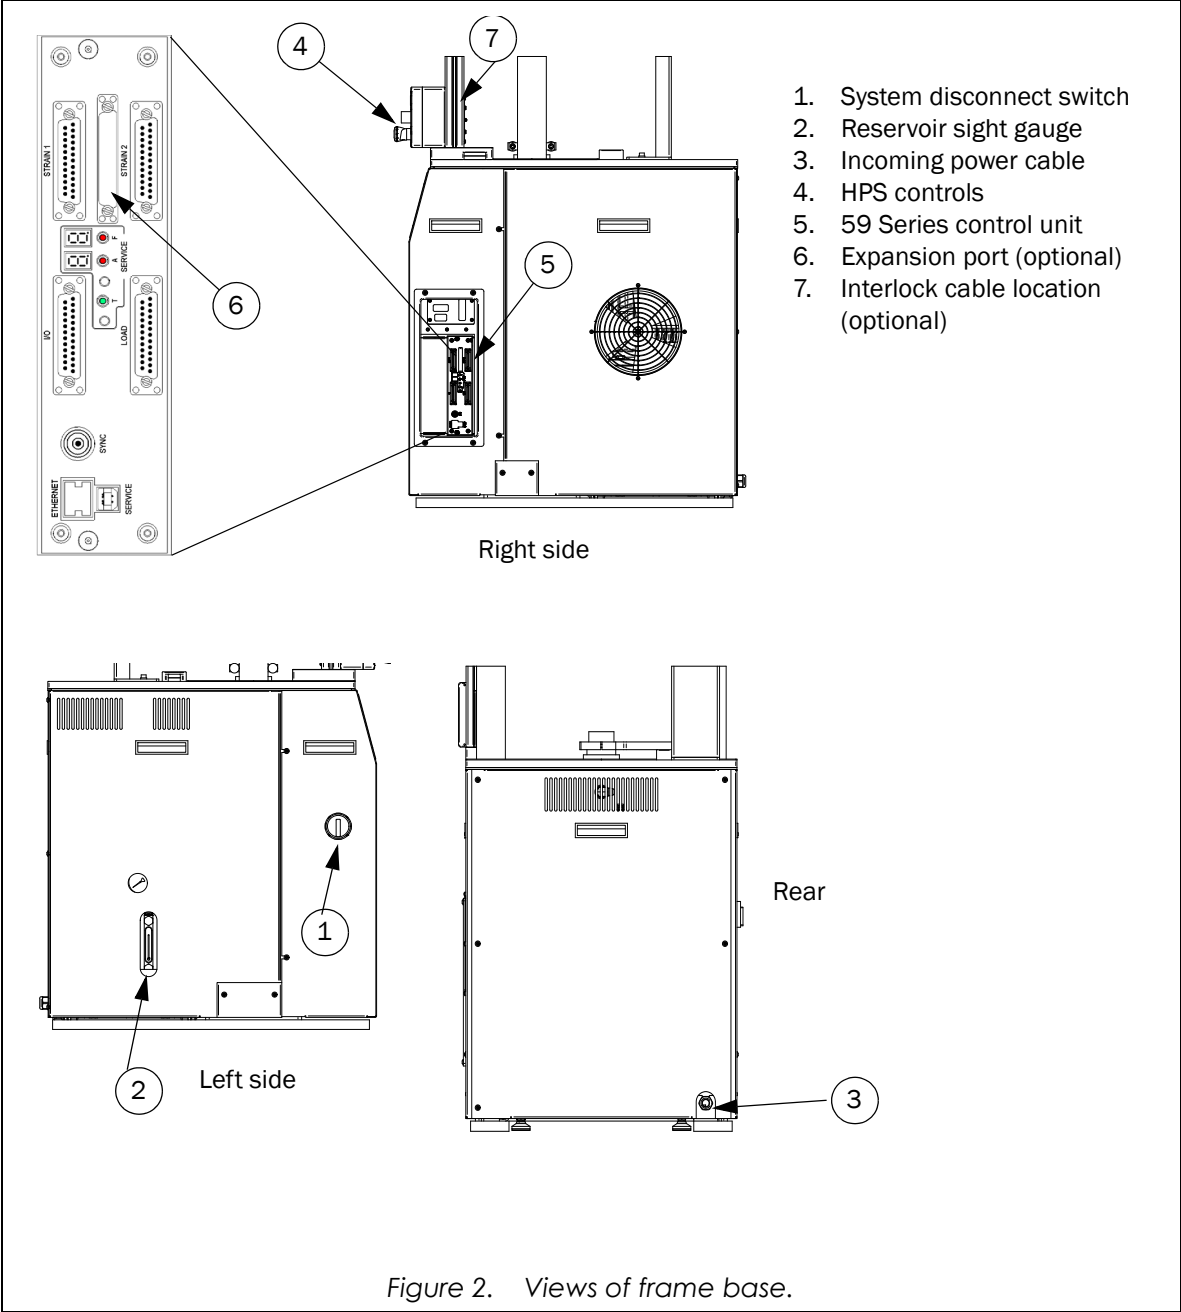 4
7
STRAIN 1
STRAIN 2
F
A
SERVICE
T
6
5
I/O
LOAD
SYNC
ETHERNET
SERVICE
1. System disconnect switch
2. Reservoir sight gauge
3. Incoming power cable
4. HPS controls
5. 59 Series control unit
6. Expansion port (optional)
7. Interlock cable location
(optional)
Right side
1
2
Left side
Rear
3
Figure 2. Views of frame base.